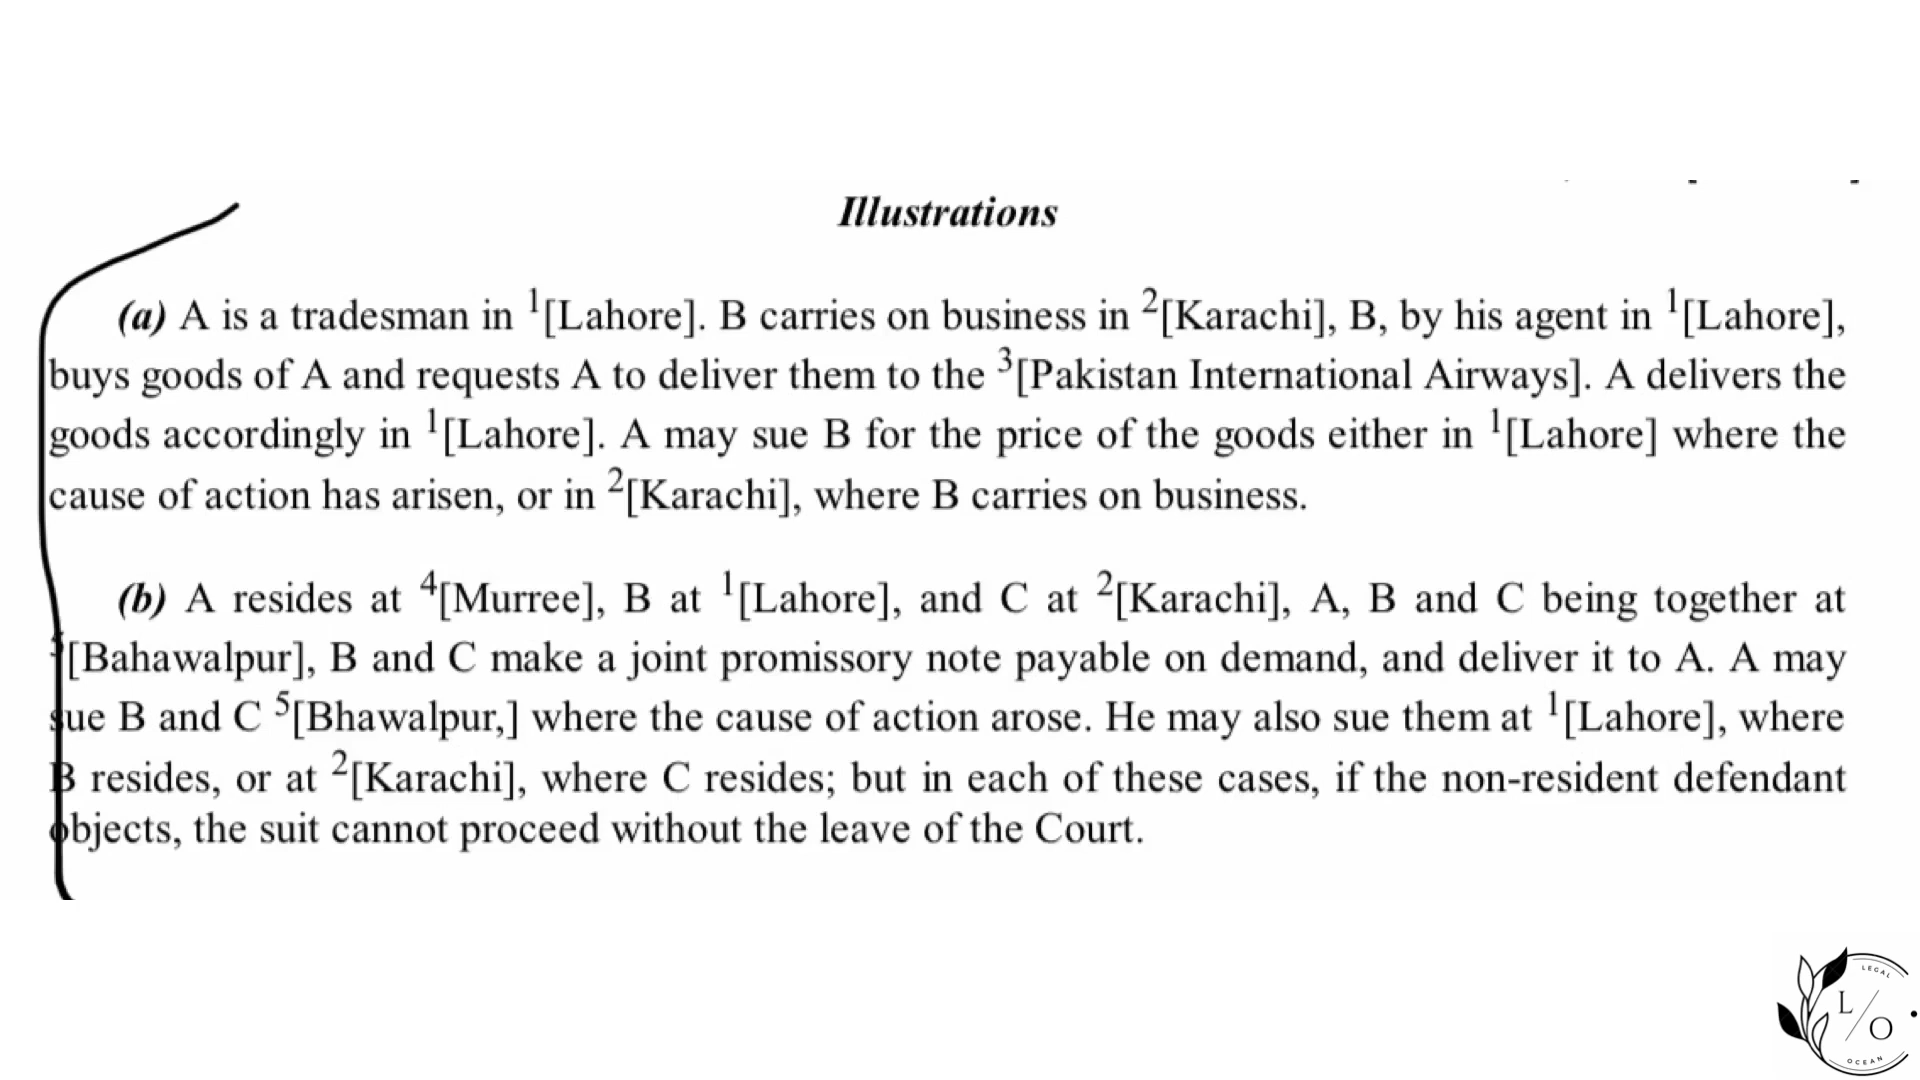 Illustrations
(a) A is a tradesman in 1[Lahore]. B carries on business in 2[Karachi], B, by his agent in 1[Lahore],
buys goods of A and requests A to deliver them to the 3[Pakistan International Airways]. A delivers the
goods accordingly in 1[Lahore]. A may sue B for the price of the goods either in 1[Lahore] where the
cause of action has arisen, or in 2[Karachi], where B carries on business.
(b) A resides at 4[Murree], B at 1[Lahore], and C at 2[Karachi], A, B and C being together at
[Bahawalpur], B and C make a joint promissory note payable on demand, and deliver it to A. A may
sue B and C 5[Bhawalpur,] where the cause of action arose. He may also sue them at 1[Lahore], where
B resides, or at 2[Karachi], where C resides; but in each of these cases, if the non-resident defendant
objects, the suit cannot proceed without the leave of the Court.
LEGAL
L/O
OCEAN